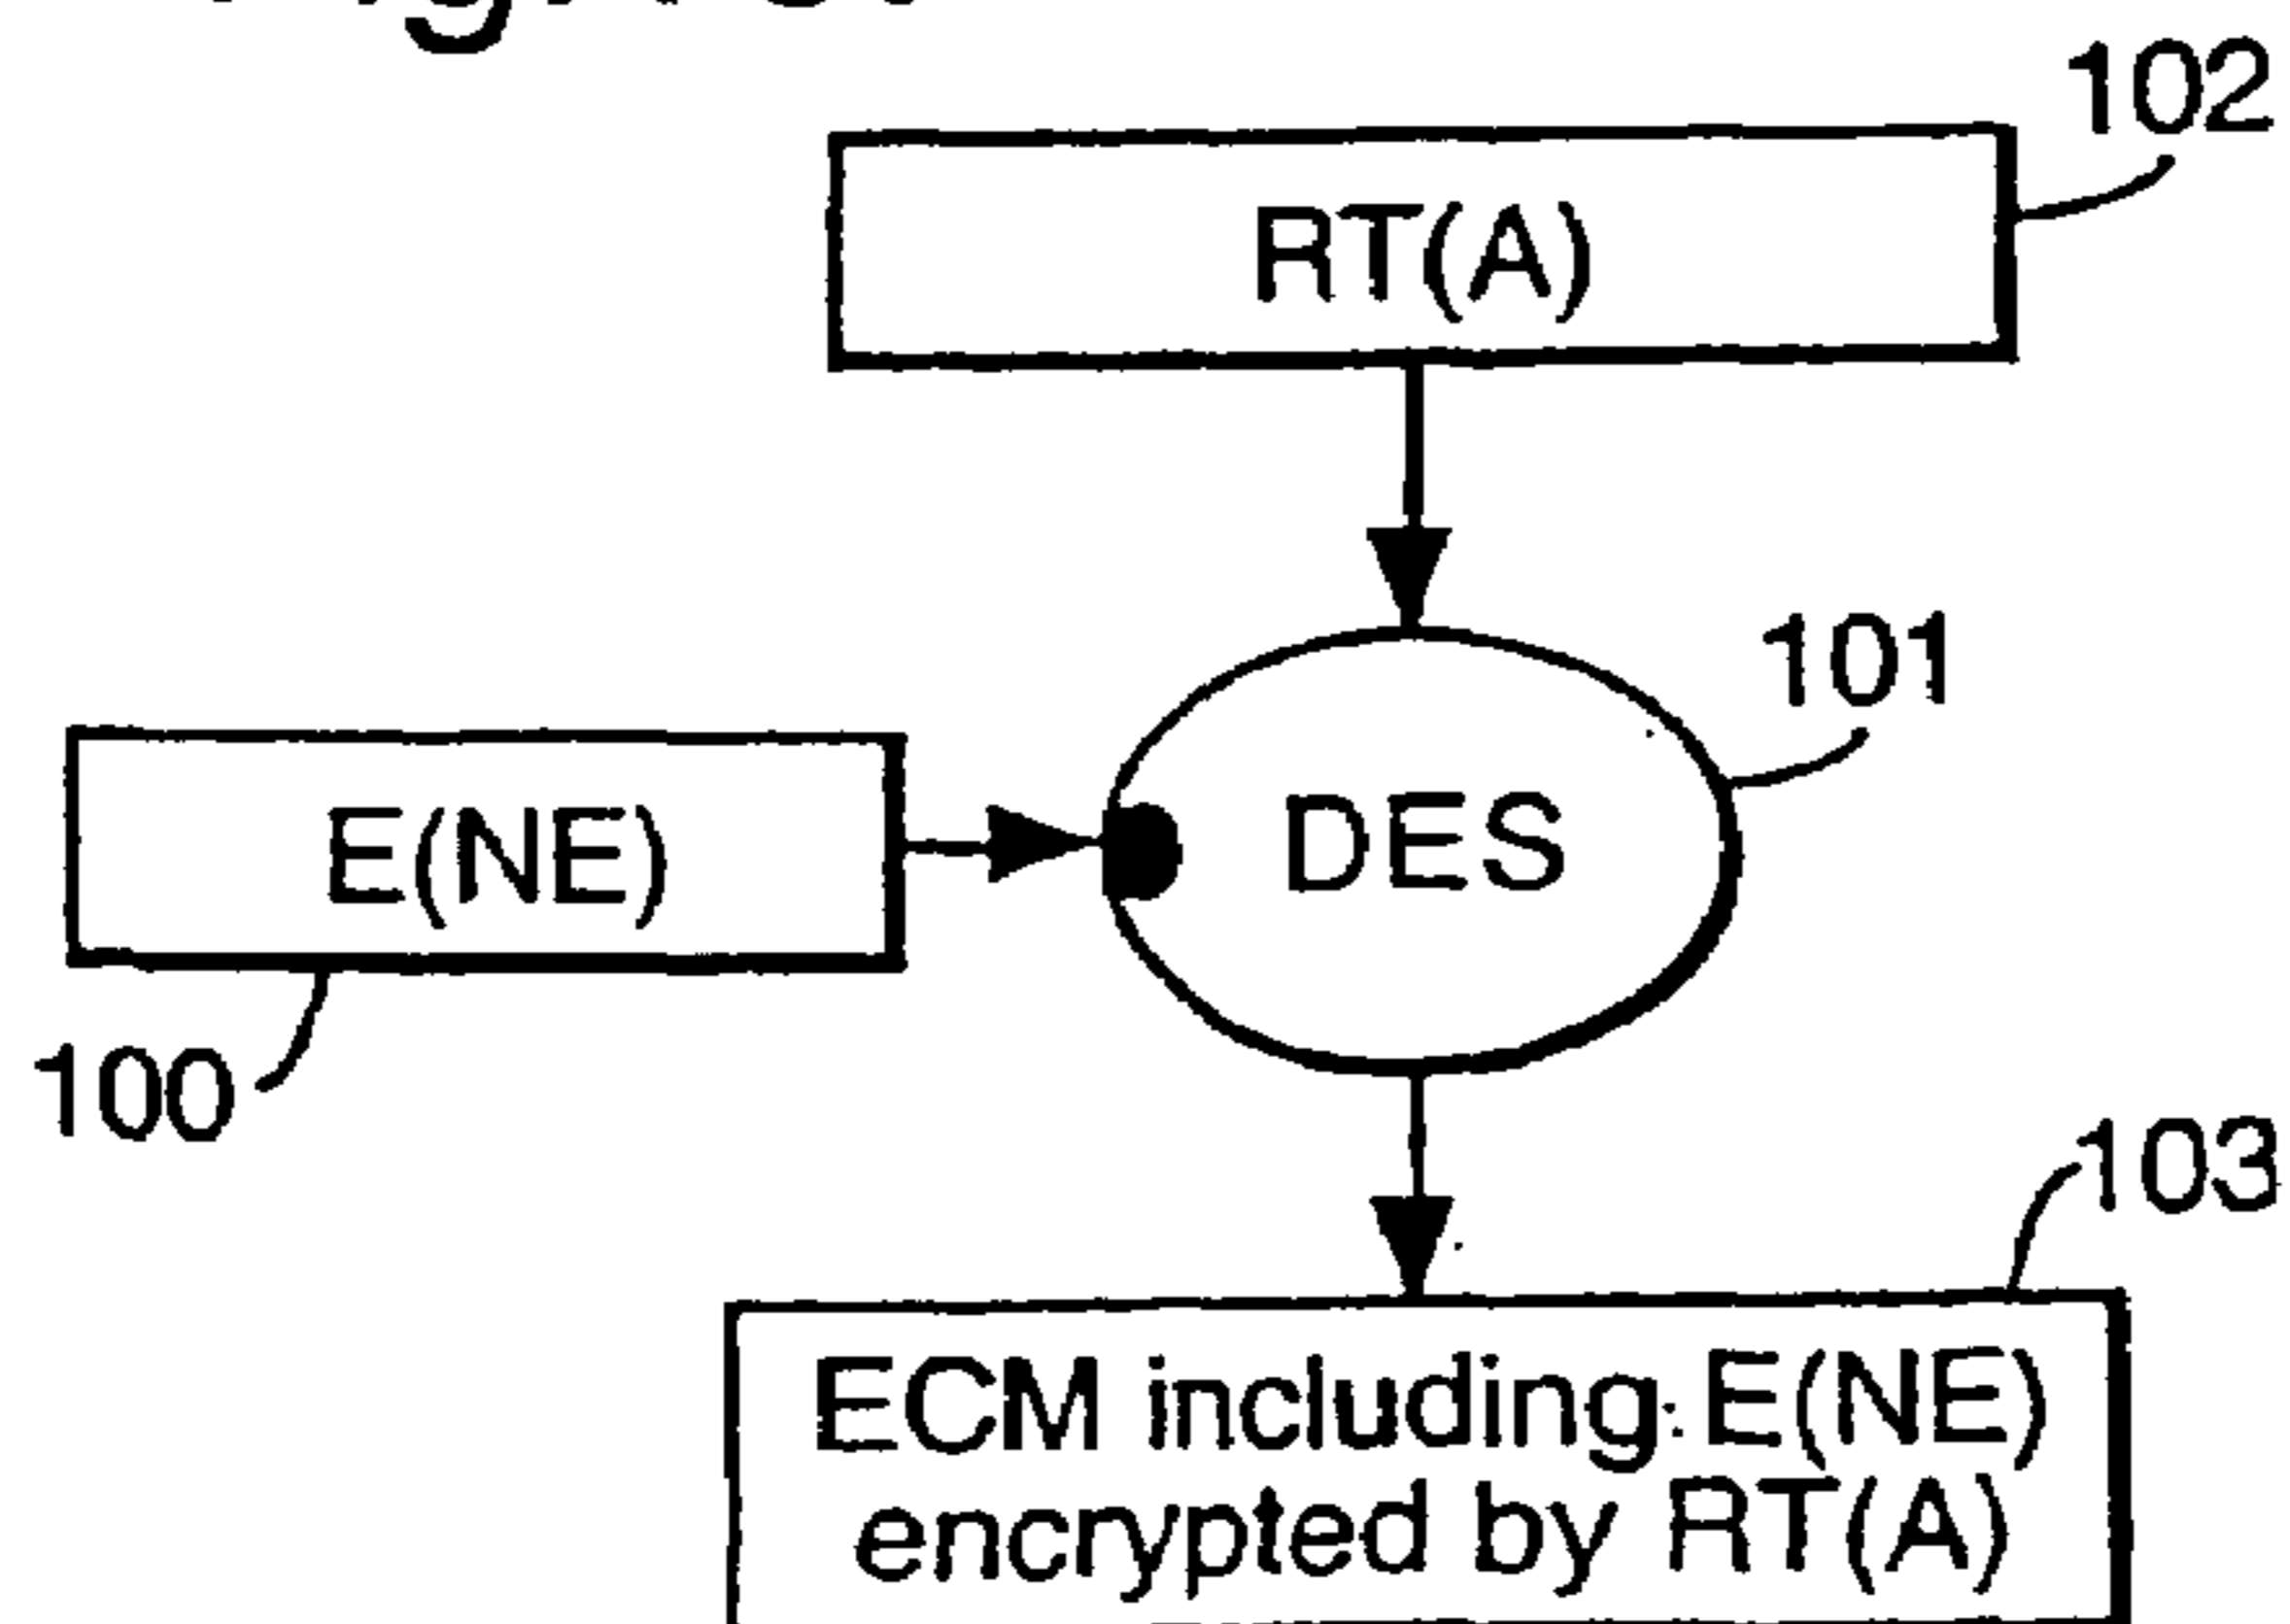 102
RT(A)
101
E(NE)
DES
100
103
ECM including E(NE)
encrypted by RT(A)